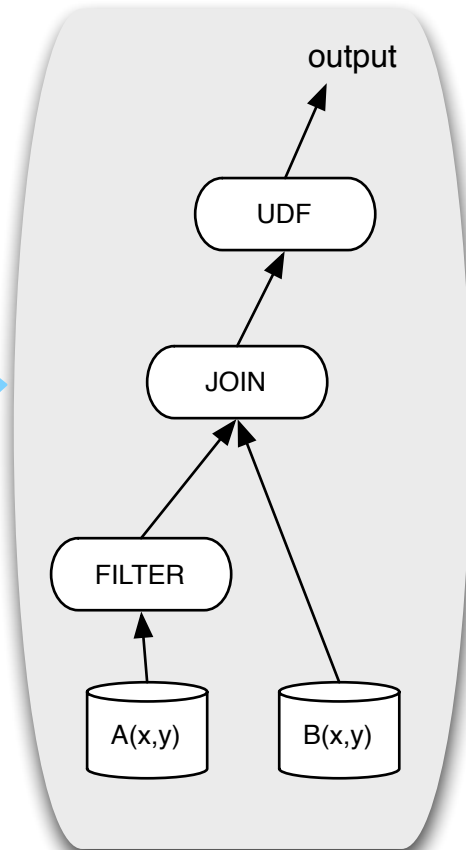 output
UDF
JOIN
FILTER
A(x,y)
B(x,y)